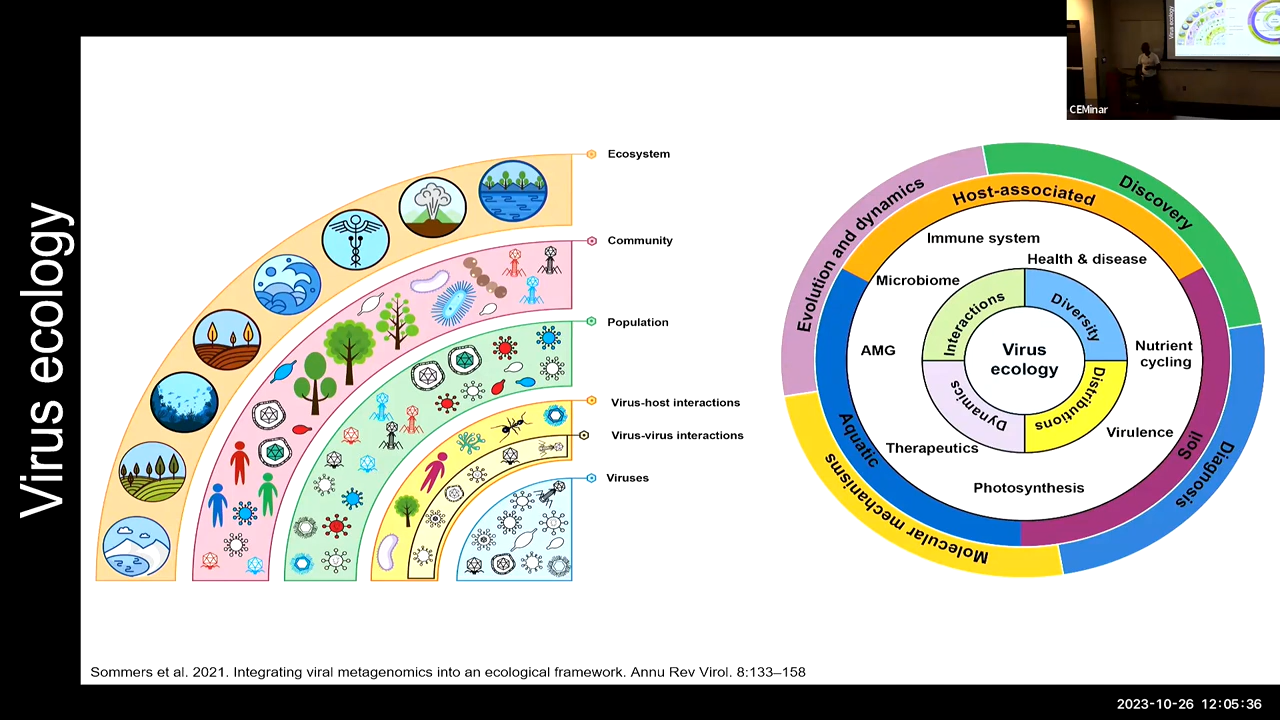 Virus ecology
Ecosystem
Community
Population
Virus-host interactions
Virus-virus interactions
Viruses
Evolution and dynamics
Discovery
Diagnosis
Molecular mechanisms
Host-associated
Soil
Aquatic
Immune system
Health & disease
Microbiome
AMG
Nutrient
cycling
Virulence
Therapeutics
Photosynthesis
Interactions
Diversity
Distributions
Dynamics
Virus
ecology
Sommers et al. 2021. Integrating viral metagenomics into an ecological framework. Annu Rev Virol. 8:133–158
CEMinar
Virus ecology
2023-10-26 12:05:36